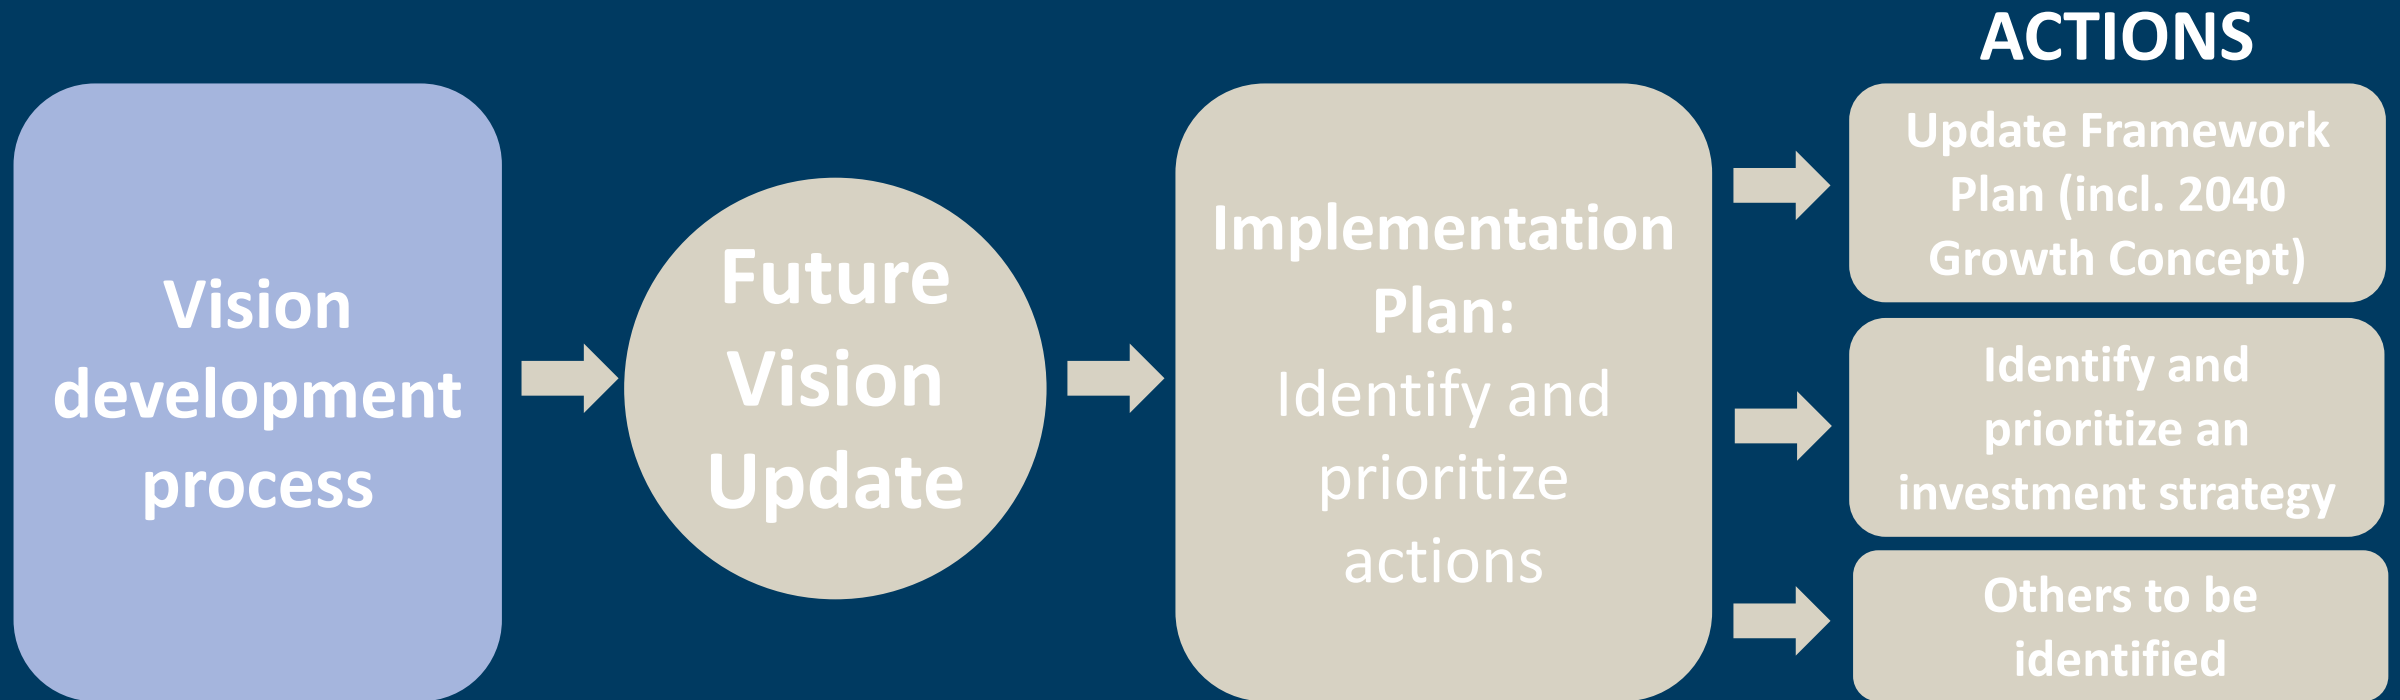 Vision
development
process
Future
Vision
Update
Implementation
Plan:
Identify and
prioritize
actions
ACTIONS
Update Framework
Plan (incl. 2040
Growth Concept)
Identify and
prioritize an
investment strategy
Others to be
identified